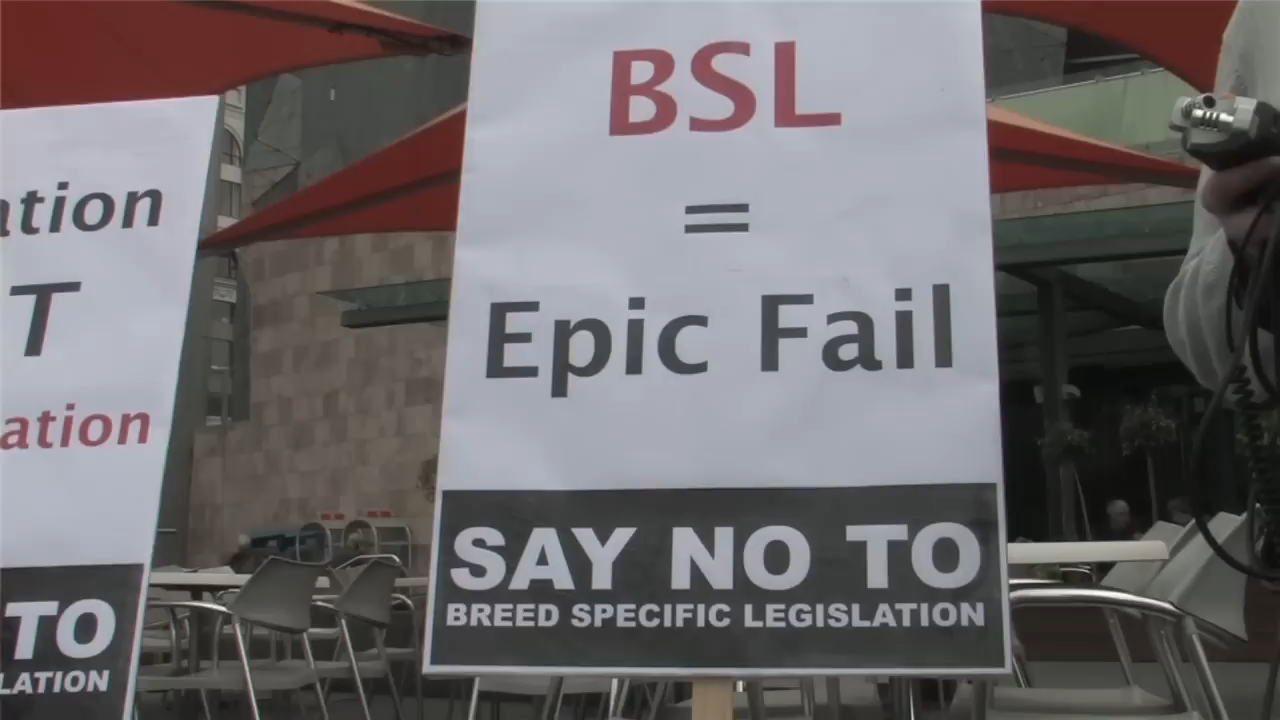 ation
T
ation
TO
LATION
BSL
=
Epic Fail
SAY NO TO
BREED SPECIFIC LEGISLATION